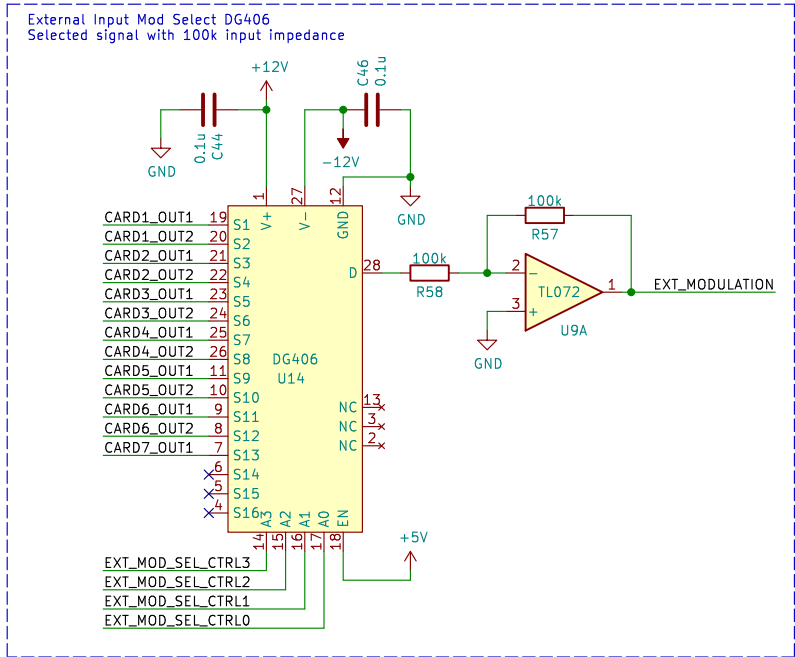 External Input Mod Select DG406
Selected signal with 100k input impedance
+12V
C46
0.1u
0.1u
C44
GND
-12V
GND
1
27
12
V+
V-
GND
CARD1_OUT1 19 S1
CARD1_OUT2 20 S2
CARD2_OUT1 21 S3
CARD2_OUT2 22 S4
CARD3_OUT1 23 S5
CARD3_OUT2 24 S6
CARD4_OUT1 25 S7
CARD4_OUT2 26 S8
CARD5_OUT1 11 S9
CARD5_OUT2 10 S10
CARD6_OUT1 9 S11
CARD6_OUT2 8 S12
CARD7_OUT1 7 S13
6 S14
5 S15
4 S16
DG406
U14
D 28
100k
R58
100k
R57
2 -
3 +
TL072
1
U9A
EXT_MODULATION
GND
NC 13
NC 3
NC 2
A3
A2
A1
A0
EN
14
15
16
17
18
+5V
EXT_MOD_SEL_CTRL3
EXT_MOD_SEL_CTRL2
EXT_MOD_SEL_CTRL1
EXT_MOD_SEL_CTRL0